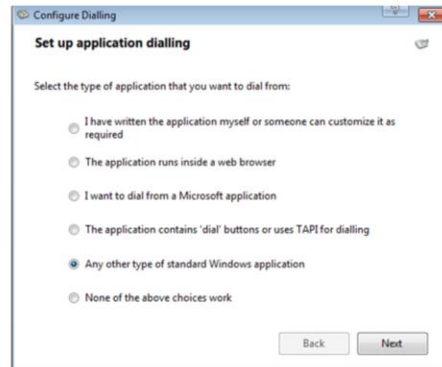 Configure Dialling
Set up application dialling
Select the type of application that you want to dial from:
I have written the application myself or someone can customize it as
required
The application runs inside a web browser
I want to dial from a Microsoft application
The application contains 'dial' buttons or uses TAPI for dialling
Any other type of standard Windows application
None of the above choices work
Back Next